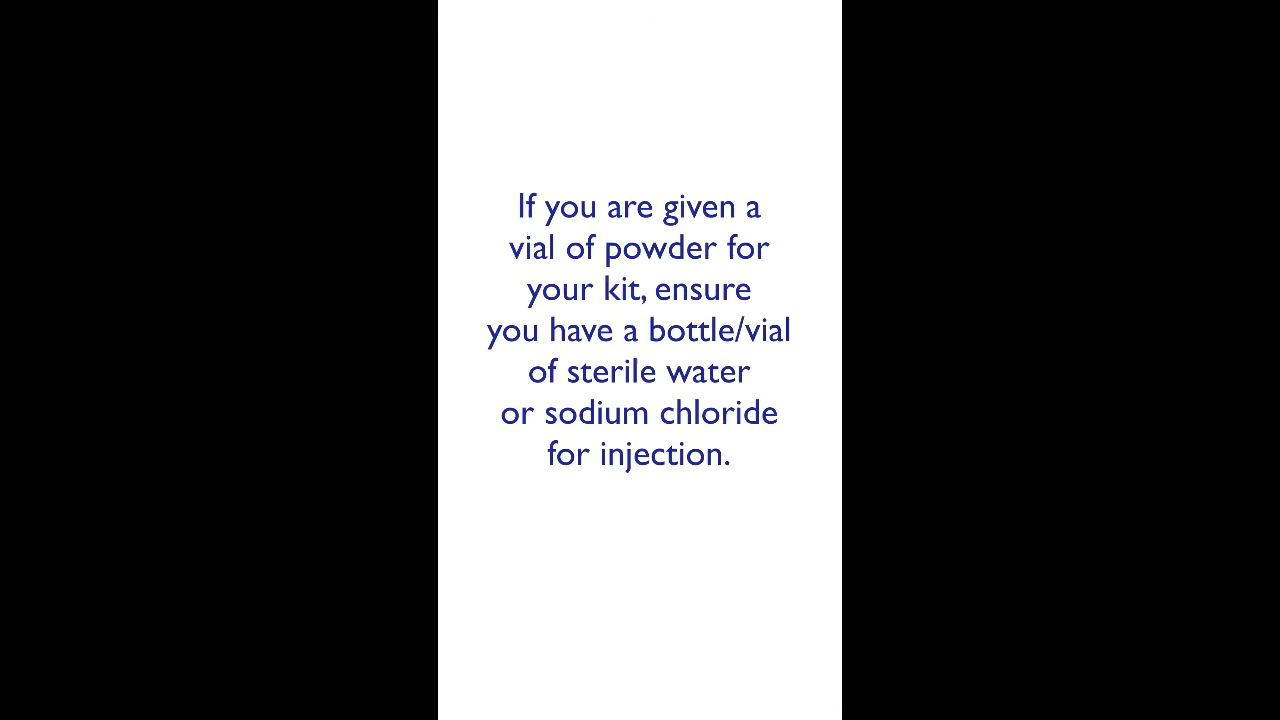 If you are given a
vial of powder for
your kit, ensure
you have a bottle/vial
of sterile water
or sodium chloride
for injection.